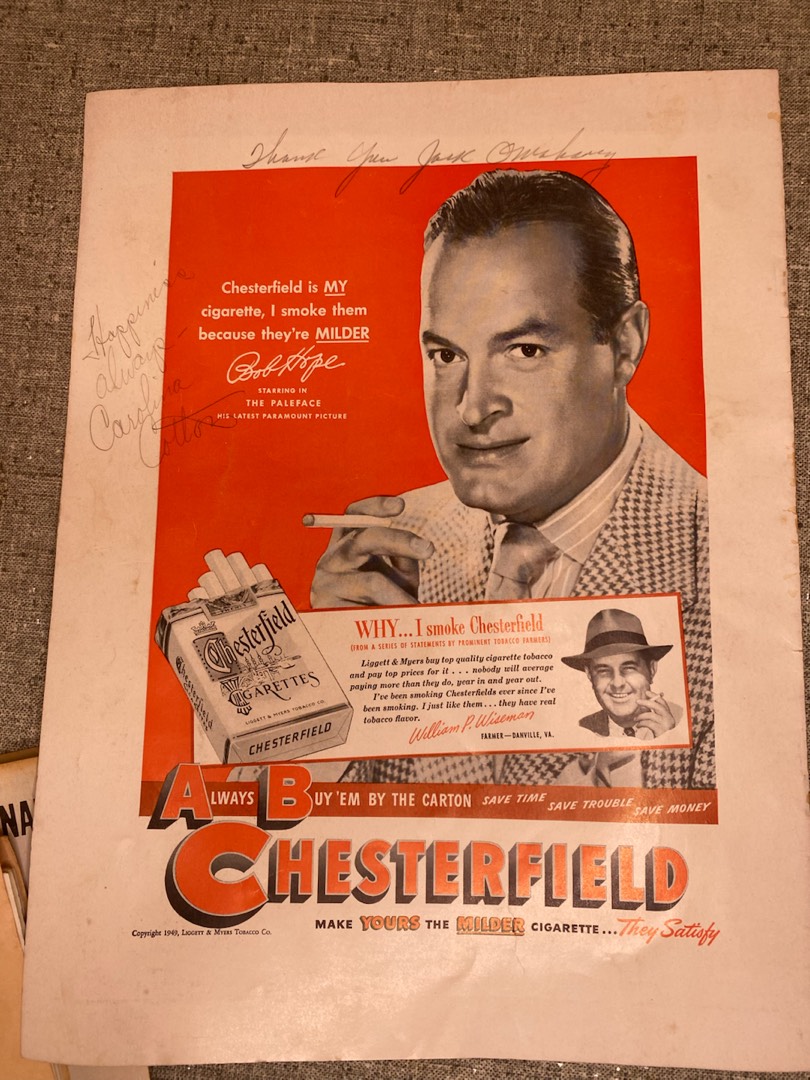 Thank You Jack
Happiness
always –
Carolina
Cotton
Chesterfield is MY
cigarette, I smoke them
because they're MILDER
Bob Hope
STARRING IN
THE PALEFACE
HIS LATEST PARAMOUNT PICTURE
Chesterfield
CIGARETTES
LIGGETT & MYERS TOBACCO CO.
CHESTERFIELD
Chesterfield
CIGARETTES
WHY... I smoke Chesterfield
(FROM A SERIES OF STATEMENTS BY PROMINENT TOBACCO FARMERS)
Liggett & Myers buy top quality cigarette tobacco
and pay top prices for it . . . nobody will average
paying more than they do, year in and year out.
I've been smoking Chesterfields ever since I've
been smoking. I just like them . . . they have real
tobacco flavor.
William P. Wiseman
FARMER—DANVILLE, VA.
ALWAYS BUY 'EM BY THE CARTON SAVE TIME SAVE TROUBLE SAVE MONEY
CHESTERFIELD
MAKE YOURS THE MILDER CIGARETTE...They Satisfy
Copyright 1949, LIGGETT & MYERS TOBACCO CO.
NA